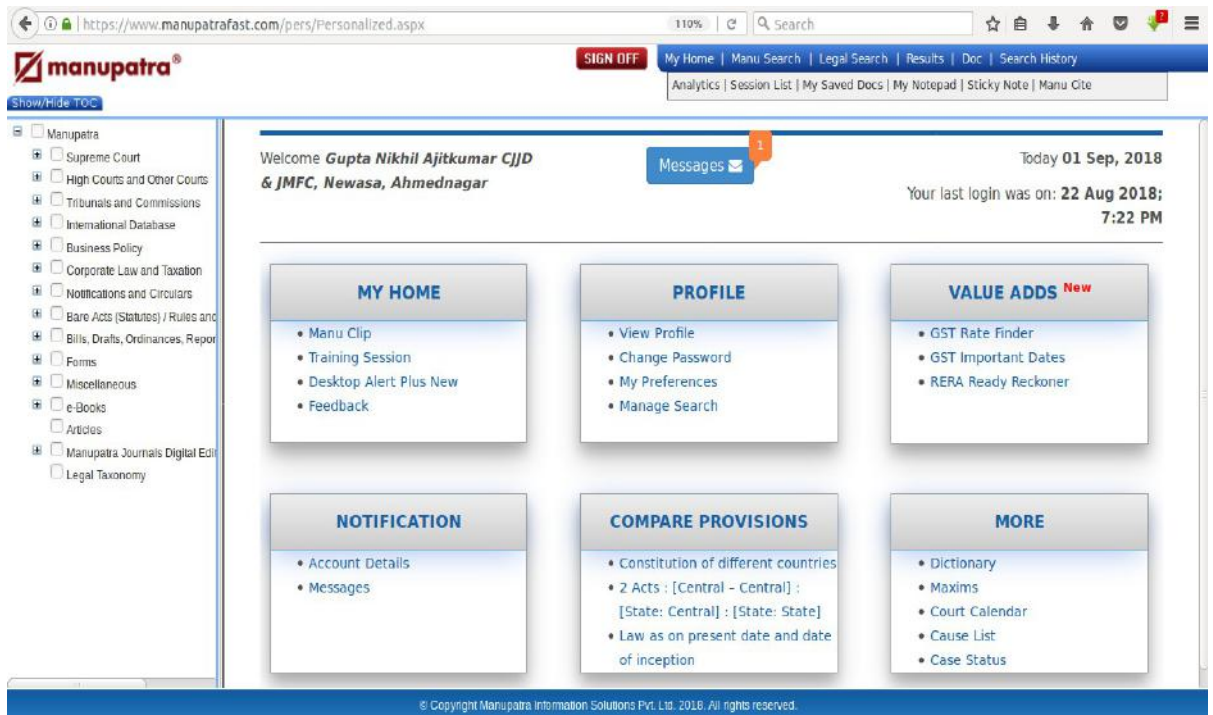 https://www.manupatrafast.com/pers/Personalized.aspx
110%
Search
manupatra®
SIGN OFF
My Home | Manu Search | Legal Search | Results | Doc | Search History
Analytics | Session List | My Saved Docs | My Notepad | Sticky Note | Manu Cite
Show/Hide TOC
Manupatra
Supreme Court
High Courts and Other Courts
Tribunals and Commissions
International Database
Business Policy
Corporate Law and Taxation
Notifications and Circulars
Bare Acts (Statutes) / Rules and
Bills, Drafts, Ordinances, Repor
Forms
Miscellaneous
e-Books
Articles
Manupatra Journals Digital Edi
Legal Taxonomy
Welcome Gupta Nikhil Ajitkumar CJJD
& JMFC, Newasa, Ahmednagar
Messages
1
Today 01 Sep, 2018
Your last login was on: 22 Aug 2018;
7:22 PM
MY HOME
• Manu Clip
• Training Session
• Desktop Alert Plus New
• Feedback
PROFILE
• View Profile
• Change Password
• My Preferences
• Manage Search
VALUE ADDS New
• GST Rate Finder
• GST Important Dates
• RERA Ready Reckoner
NOTIFICATION
• Account Details
• Messages
COMPARE PROVISIONS
• Constitution of different countries
• 2 Acts : [Central – Central] :
[State: Central] : [State: State]
• Law as on present date and date
of inception
MORE
• Dictionary
• Maxims
• Court Calendar
• Cause List
• Case Status
© Copyright Manupatra Information Solutions Pvt. Ltd. 2018. All rights reserved.